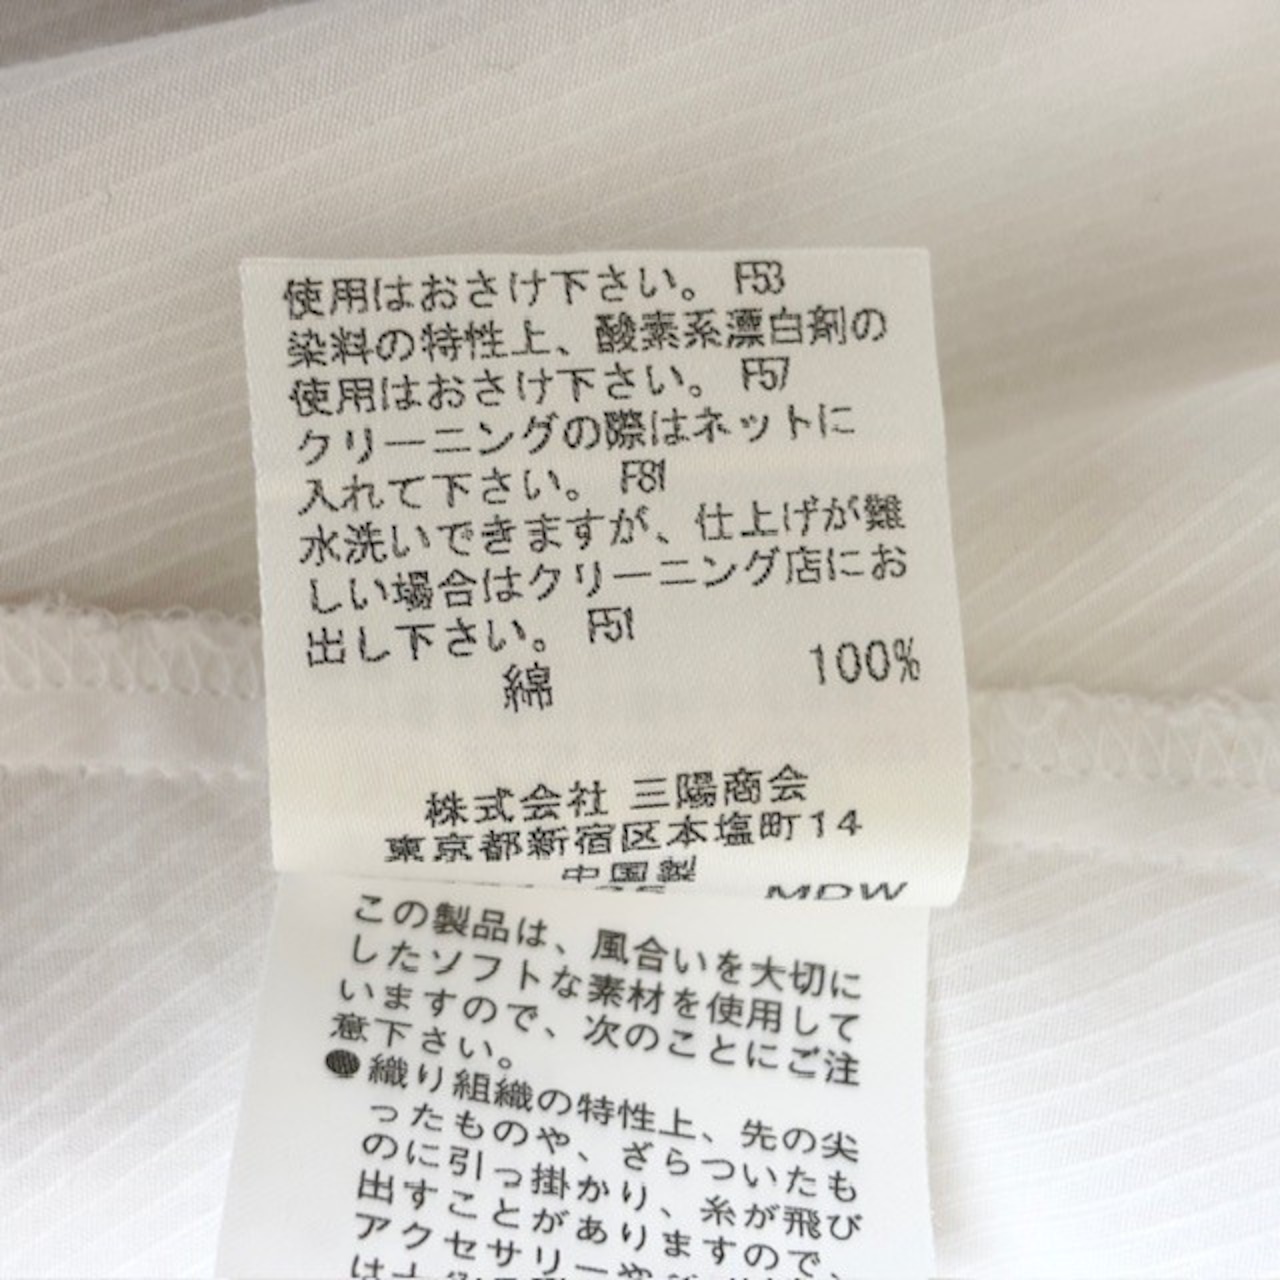 使用はおさけ下さい。 F53
染料の特性上、酸素系漂白剤の
使用はおさけ下さい。 F57
クリーニングの際はネットに
入れて下さい。 F81
水洗いできますが、仕上げが難
しい場合はクリーニング店にお
出し下さい。 F51
綿 100%
株式会社 三陽商会
東京都新宿区本塩町14
中国製
MDW
この製品は、風合いを大切に
したソフトな素材を使用して
いますので、次のことにご注
意下さい。
●織り組織の特性上、先の尖
ったものや、ざらついたも
のに引っ掛かり、糸が飛び
出すことがありますので、
アクセサリーや